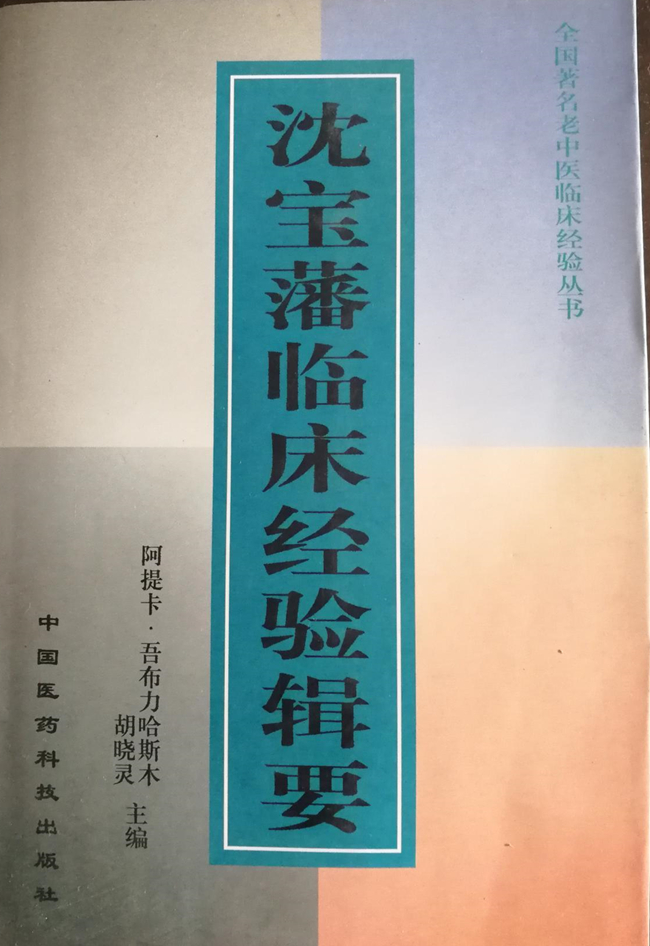 全国著名老中医临床经验丛书
沈宝藩临床经验辑要
阿提卡·吾布力哈斯木
胡晓灵
主编
中国医药科技出版社